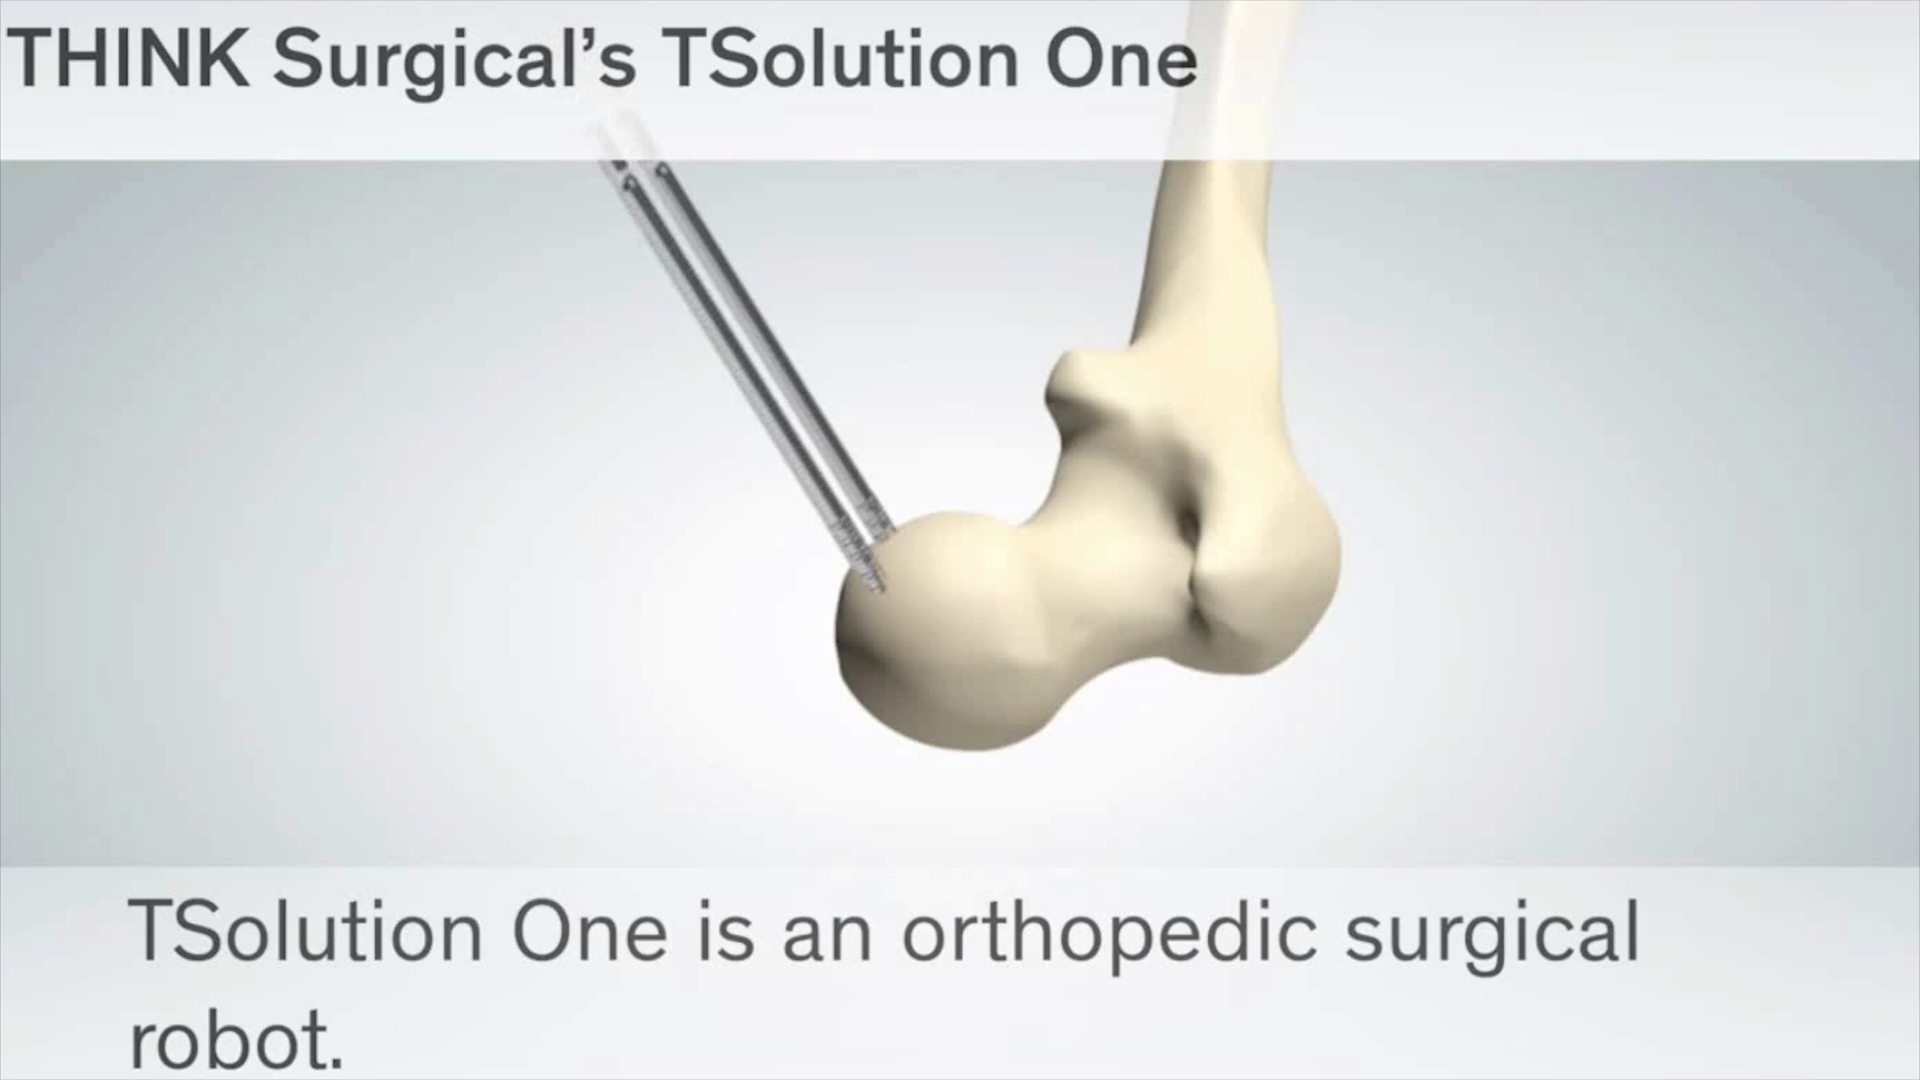 THINK Surgical’s TSolution One
TSolution One is an orthopedic surgical
robot.